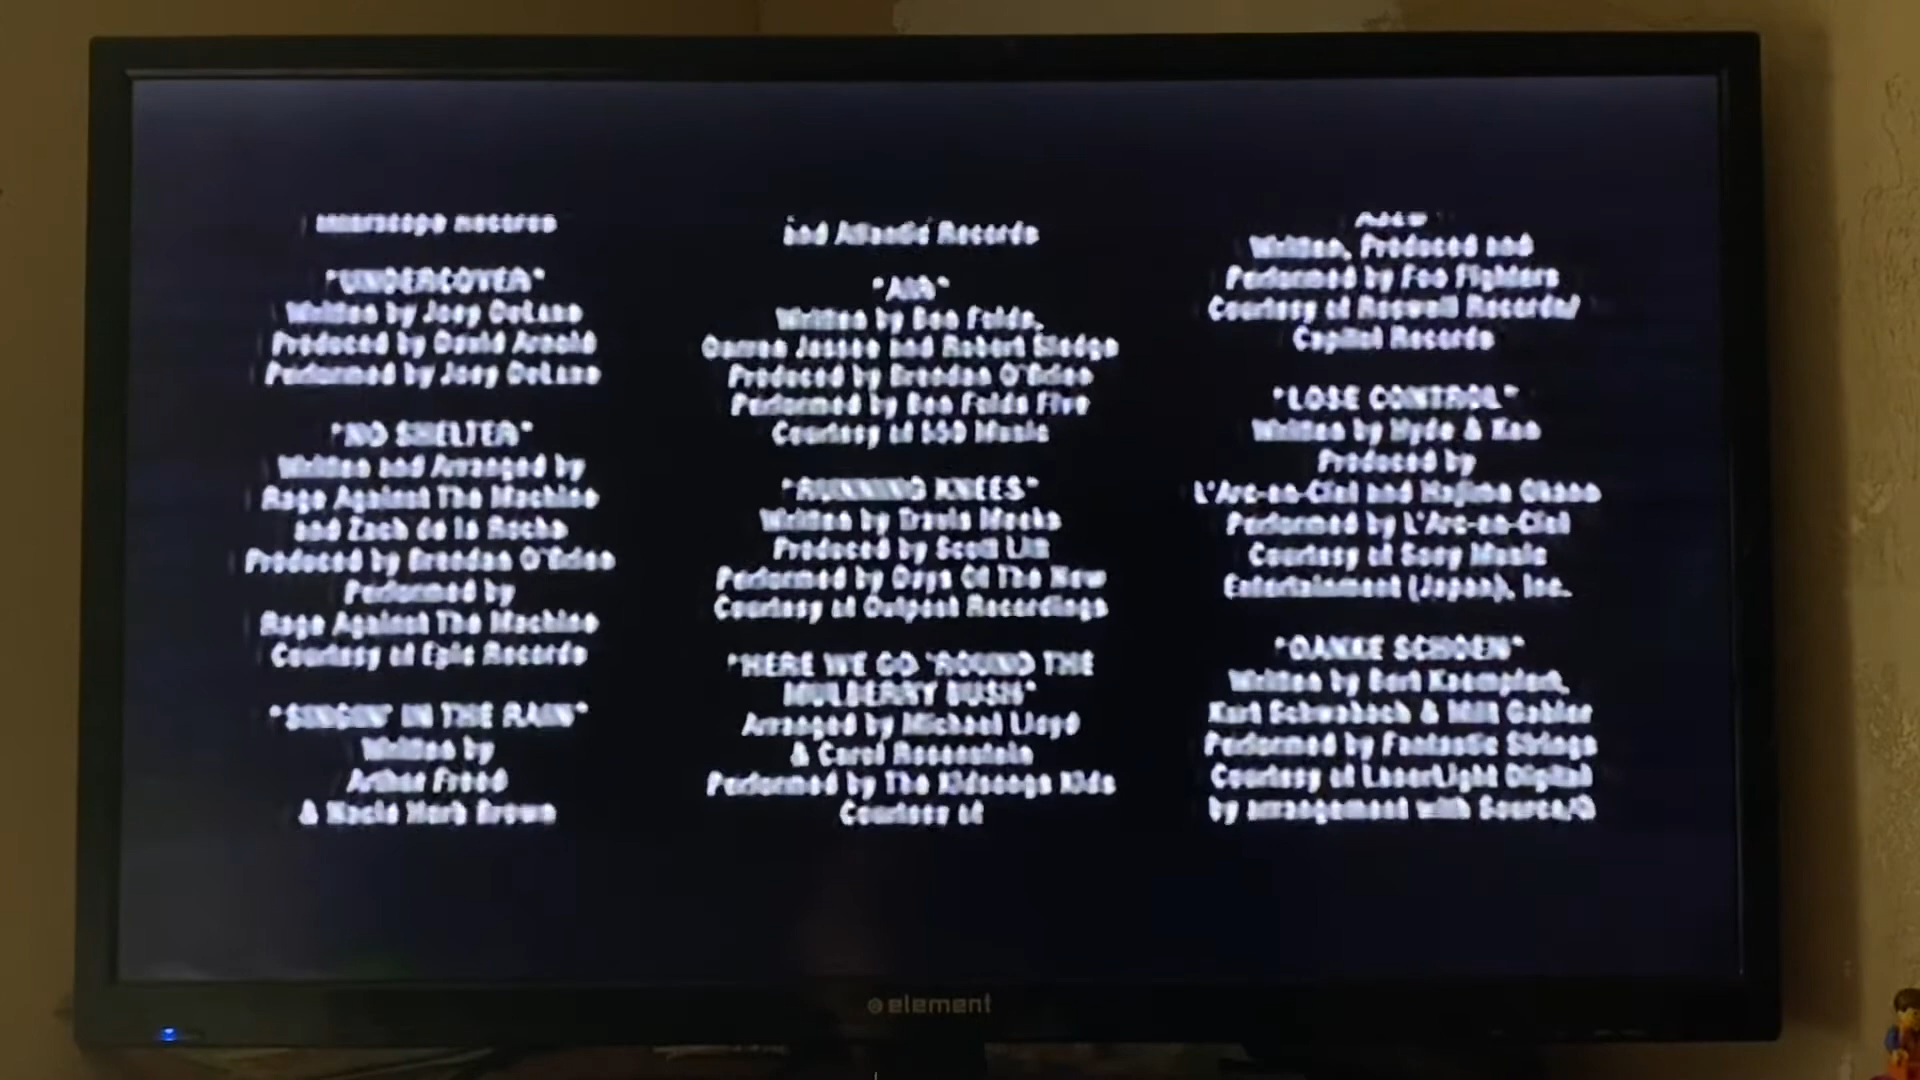 Interscope Records
"UNDERCOVER"
Written by Joey DeLuxe
Produced by David Arnold
Performed by Joey DeLuxe
"NO SHELTER"
Written and Arranged by
Rage Against The Machine
and Zach de la Rocha
Produced by Brendan O'Brien
Performed by
Rage Against The Machine
Courtesy of Epic Records
"SINGIN' IN THE RAIN"
Written by
Arthur Freed
& Nacio Herb Brown
and Atlantic Records
"AIR"
Written by Ben Folds,
Darren Jessee and Robert Sledge
Produced by Brendan O'Brien
Performed by Ben Folds Five
Courtesy of 550 Music
"RUNNING KNEES"
Written by Travis Meeks
Produced by Scott Litt
Performed by Days Of The New
Courtesy of Outpost Recordings
"HERE WE GO 'ROUND THE
MULBERRY BUSH"
Arranged by Michael Lloyd
& Carol Rosenstein
Performed by The Kidsongs Kids
Courtesy of
Written, Produced and
Performed by Foo Fighters
Courtesy of Roswell Records/
Capitol Records
"LOSE CONTROL"
Written by Hyde & Ken
Produced by
L'Arc-en-Ciel and Hajime Okano
Performed by L'Arc-en-Ciel
Courtesy of Sony Music
Entertainment (Japan), Inc.
"DANKE SCHOEN"
Written by Bert Kaempfert,
Kurt Schwabach & Milt Gabler
Performed by Fantastic Strings
Courtesy of LaserLight Digital
by arrangement with Source/Q
element